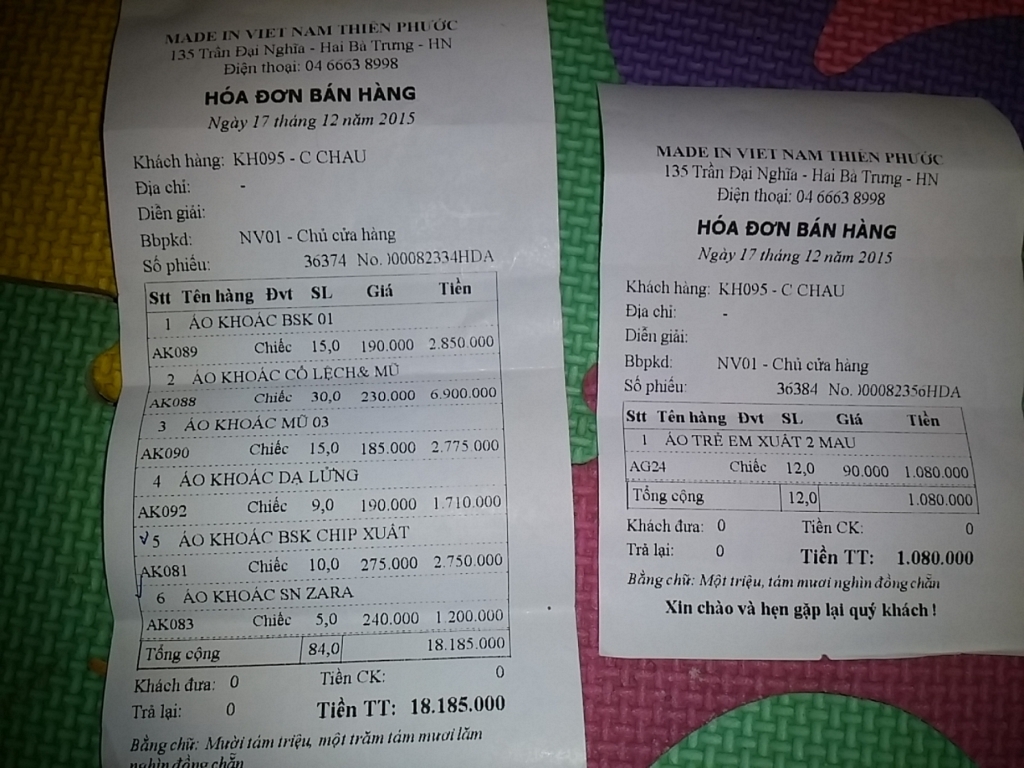 MADE IN VIET NAM THIÊN PHƯỚC
135 Trần Đại Nghĩa - Hai Bà Trưng - HN
Điện thoại: 04 6663 8998
HÓA ĐƠN BÁN HÀNG
Ngày 17 tháng 12 năm 2015
Khách hàng: KH095 - C CHAU
Địa chỉ: -
Diễn giải:
Bbpkd: NV01 - Chủ cửa hàng
Số phiếu: 36374 No. )00082334HDA
Stt Tên hàng Đvt SL Giá Tiền
1 ÁO KHOÁC BSK 01
AK089 Chiếc 15,0 190.000 2.850.000
2 ÁO KHOÁC CỔ LỆCH& MŨ
AK088 Chiếc 30,0 230.000 6.900.000
3 ÁO KHOÁC MŨ 03
AK090 Chiếc 15,0 185.000 2.775.000
4 ÁO KHOÁC DẠ LỬNG
AK092 Chiếc 9,0 190.000 1.710.000
5 ÁO KHOÁC BSK CHIP XUẤT
AK081 Chiếc 10,0 275.000 2.750.000
6 ÁO KHOÁC SN ZARA
AK083 Chiếc 5,0 240.000 1.200.000
Tổng cộng 84,0 18.185.000
Khách đưa: 0 Tiền CK: 0
Trả lại: 0 Tiền TT: 18.185.000
Bằng chữ: Mười tám triệu, một trăm tám mươi lăm
nghìn đồng chẵn
MADE IN VIET NAM THIÊN PHƯỚC
135 Trần Đại Nghĩa - Hai Bà Trưng - HN
Điện thoại: 04 6663 8998
HÓA ĐƠN BÁN HÀNG
Ngày 17 tháng 12 năm 2015
Khách hàng: KH095 - C CHAU
Địa chỉ: -
Diễn giải:
Bbpkd: NV01 - Chủ cửa hàng
Số phiếu: 36384 No. )00082356HDA
Stt Tên hàng Đvt SL Giá Tiền
1 ÁO TRẺ EM XUẤT 2 MAU
AG24 Chiếc 12,0 90.000 1.080.000
Tổng cộng 12,0 1.080.000
Khách đưa: 0 Tiền CK: 0
Trả lại: 0 Tiền TT: 1.080.000
Bằng chữ: Một triệu, tám mươi nghìn đồng chẵn
Xin chào và hẹn gặp lại quý khách !